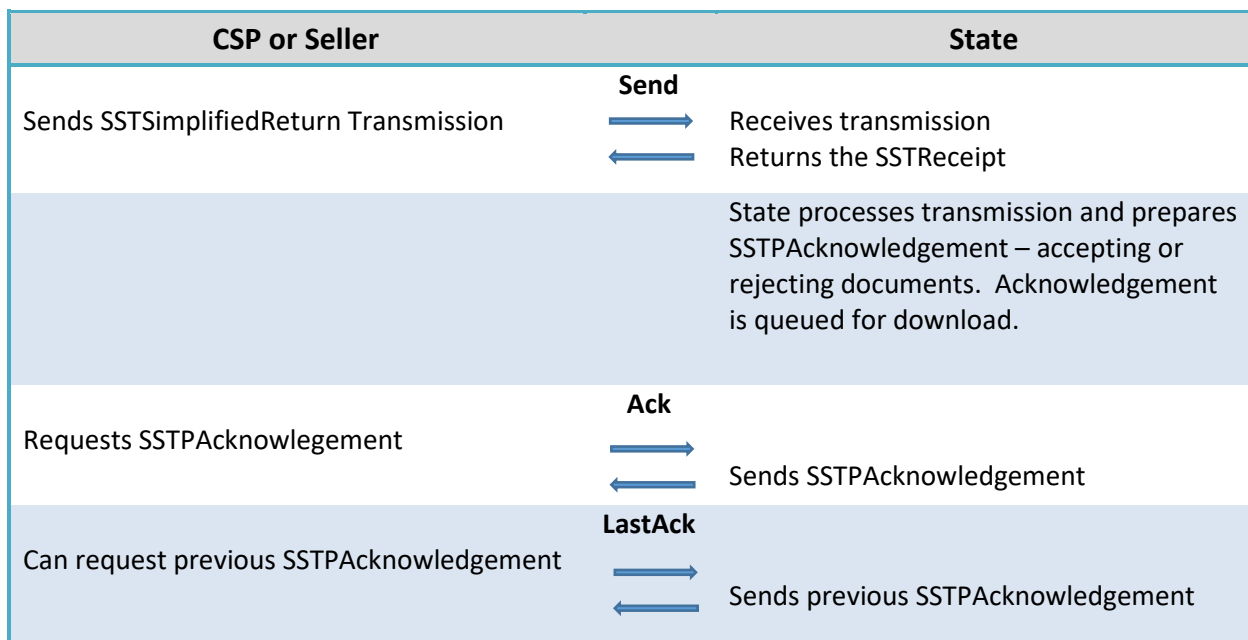 CSP or Seller
State
Send
Sends SSTSimplifiedReturn Transmission
Receives transmission
Returns the SSTReceipt
State processes transmission and prepares
SSTPAcknowledgement – accepting or
rejecting documents.  Acknowledgement
is queued for download.
Ack
Requests SSTPAcknowlegement
Sends SSTPAcknowledgement
LastAck
Can request previous SSTPAcknowledgement
Sends previous SSTPAcknowledgement